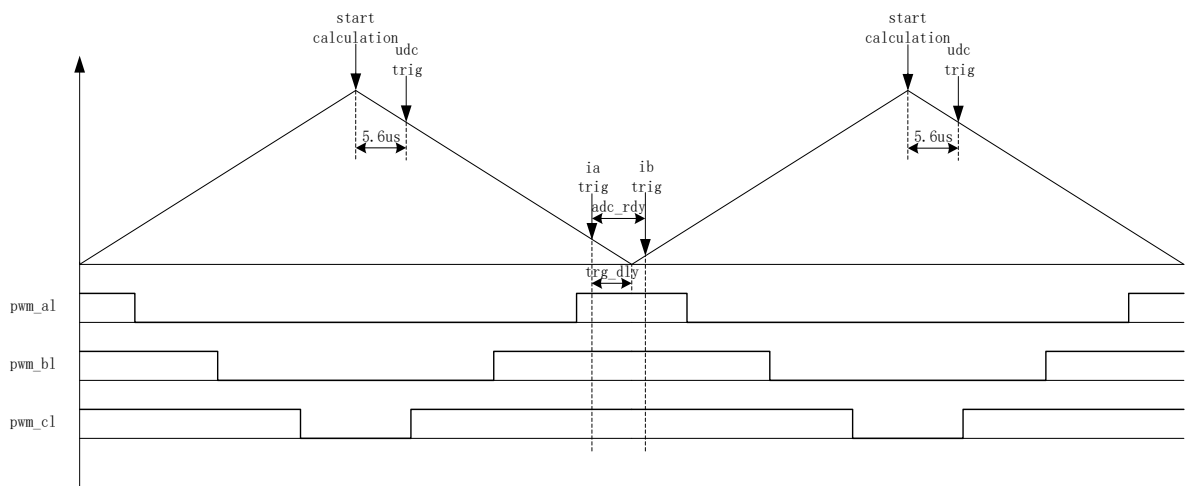 start
calculation
udc
trig
5.6us
ia
trig
ib
trig
adc_rdy
trg_dly
start
calculation
udc
trig
5.6us
pwm_al
pwm_bl
pwm_cl